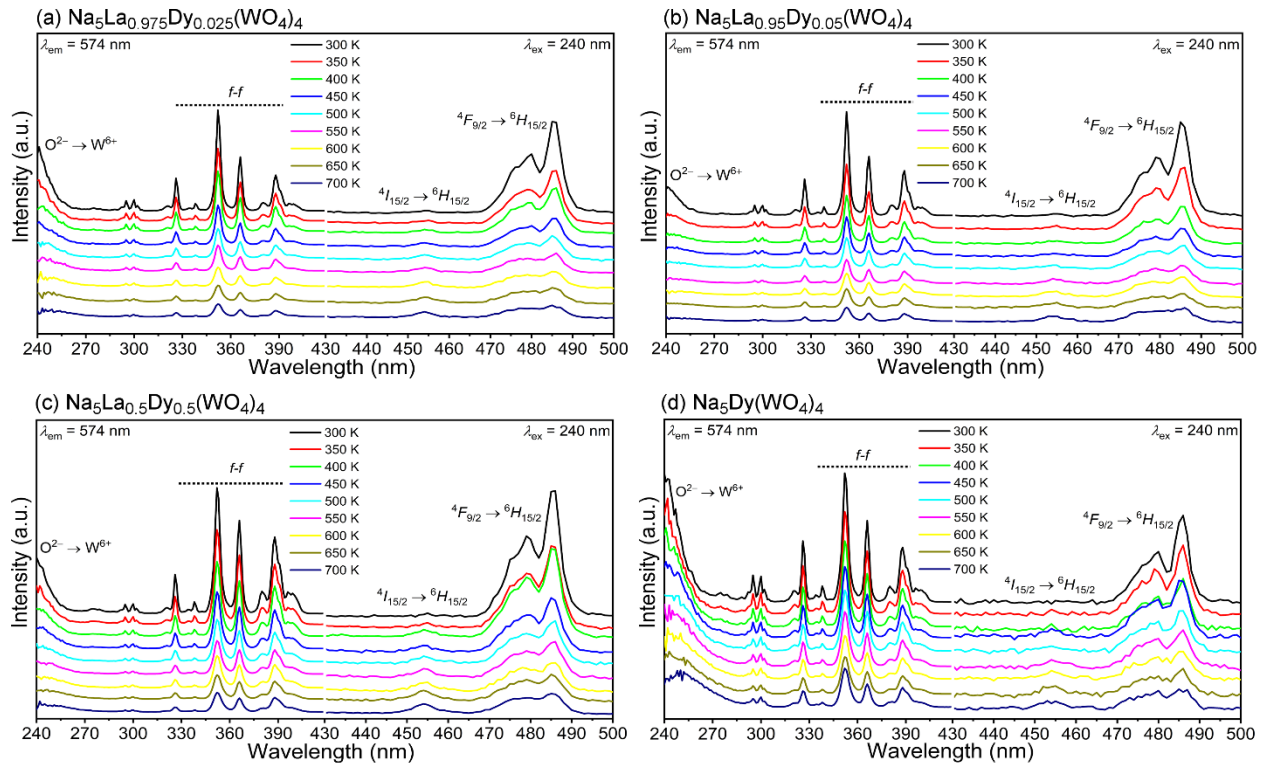 (a) Na₅La₀.₉₇₅Dy₀.₀₂₅(WO₄)₄
λem = 574 nm
λex = 240 nm
300 K
350 K
400 K
450 K
500 K
550 K
600 K
650 K
700 K
f-f
O²⁻ → W⁶⁺
⁴F₉/₂ → ⁶H₁₅/₂
⁴I₁₅/₂ → ⁶H₁₅/₂
Intensity (a.u.)
240 300 330 360 430 440 470 480 490 500
Wavelength (nm)
(b) Na₅La₀.₉₅Dy₀.₀₅(WO₄)₄
λem = 574 nm
λex = 240 nm
300 K
350 K
400 K
450 K
500 K
550 K
600 K
650 K
700 K
f-f
O²⁻ → W⁶⁺
⁴F₉/₂ → ⁶H₁₅/₂
⁴I₁₅/₂ → ⁶H₁₅/₂
Intensity (a.u.)
240 300 330 360 390 430 440 460 480 490 500
Wavelength (nm)
(c) Na₅La₀.₅Dy₀.₅(WO₄)₄
λem = 574 nm
λex = 240 nm
300 K
350 K
400 K
450 K
500 K
550 K
600 K
650 K
700 K
f-f
O²⁻ → W⁶⁺
⁴F₉/₂ → ⁶H₁₅/₂
⁴I₁₅/₂ → ⁶H₁₅/₂
Intensity (a.u.)
240 270 300 330 360 390 430 450 460 470 480 490 500
Wavelength (nm)
(d) Na₅Dy(WO₄)₄
λem = 574 nm
λex = 240 nm
300 K
350 K
400 K
450 K
500 K
550 K
600 K
650 K
700 K
f-f
O²⁻ → W⁶⁺
⁴F₉/₂ → ⁶H₁₅/₂
⁴I₁₅/₂ → ⁶H₁₅/₂
Intensity (a.u.)
240 270 300 330 360 390 430 440 450 460 470 480 490 500
Wavelength (nm)